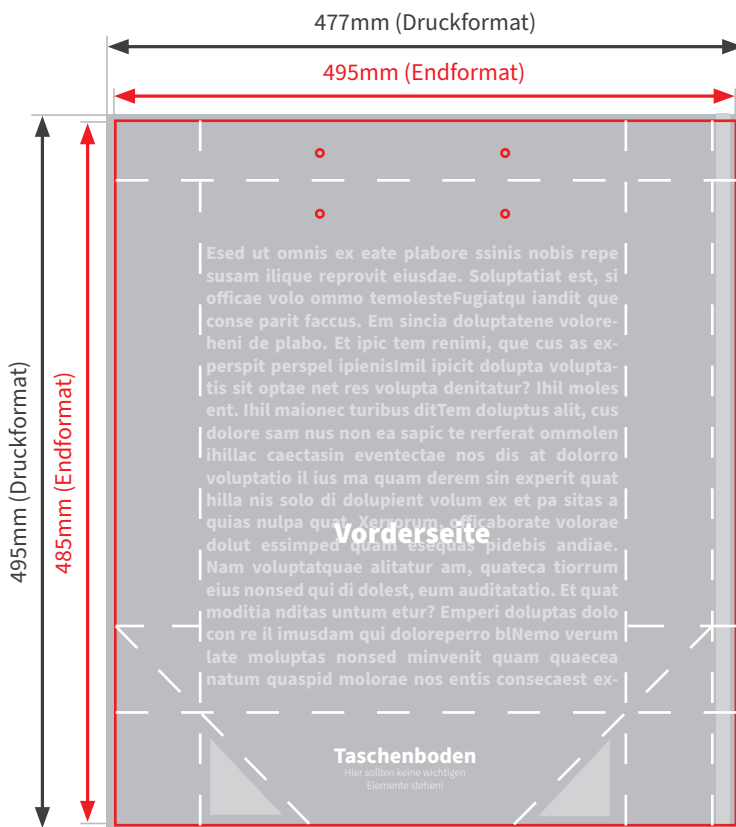 477mm (Druckformat)
495mm (Endformat)
495mm (Druckformat)
485mm (Endformat)
Esed ut omnis ex eate plabore ssinis nobis repe
susam ilique reprovit eiusdae. Soluptatiat est, si
officae volo ommo temolesteFugiatqu iandit que
conse parit faccus. Em sincia doluptatene volore-
heni de plabo. Et ipic tem renimi, que cus as ex-
perspit perspel ipienisImil ipicit dolupta volupta-
tis sit optae net res volupta denitatur? Ihil moles
ent. Ihil maionec turibus ditTem doluptus alit, cus
dolore sam nus non ea sapic te rerferat ommolen
ihillac caectasin eventectae nos dis at dolorro
voluptatio il ius ma quam derem sin experit quat
hilla nis solo di dolupient volum ex et pa sitas a
quias nulpa quat. Xerrorum, officaborate volorae
Vorderseite
dolut essimped quam esequas pidebis andiae.
Nam voluptatquae alitatur am, quateca tiorrum
eius nonsed qui di dolest, eum auditatatio. Et quat
moditia nditas untum etur? Emperi doluptas dolo
con re il imusdam qui doloreperro blNemo verum
late moluptas nonsed minvenit quam quaecea
natum quaspid molorae nos entis consecaest ex-
Taschenboden
Hier sollten keine wichtigen
Elemente stehen!